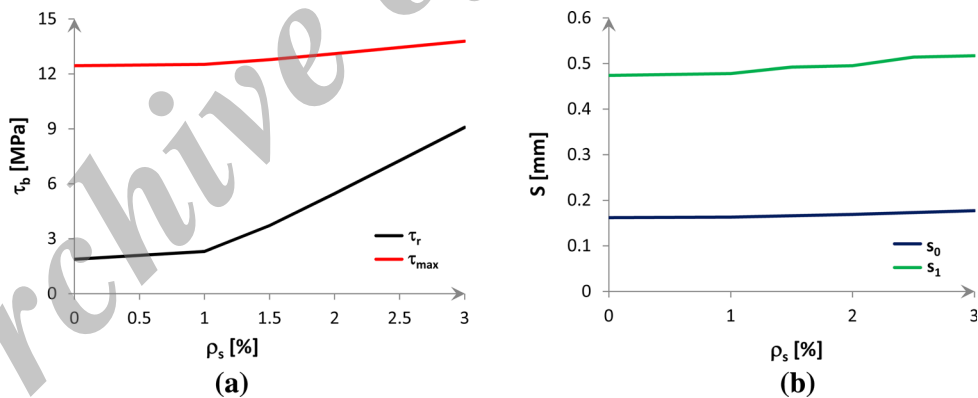 rchive
15
12
9
6
3
0
τb [MPa]
0 0.5 1 1.5 2 2.5 3
ρs [%]
τr
τmax
(a)
0.6
0.5
0.4
0.3
0.2
0.1
0
S [mm]
0 1 2 3
ρs [%]
s0
s1
(b)